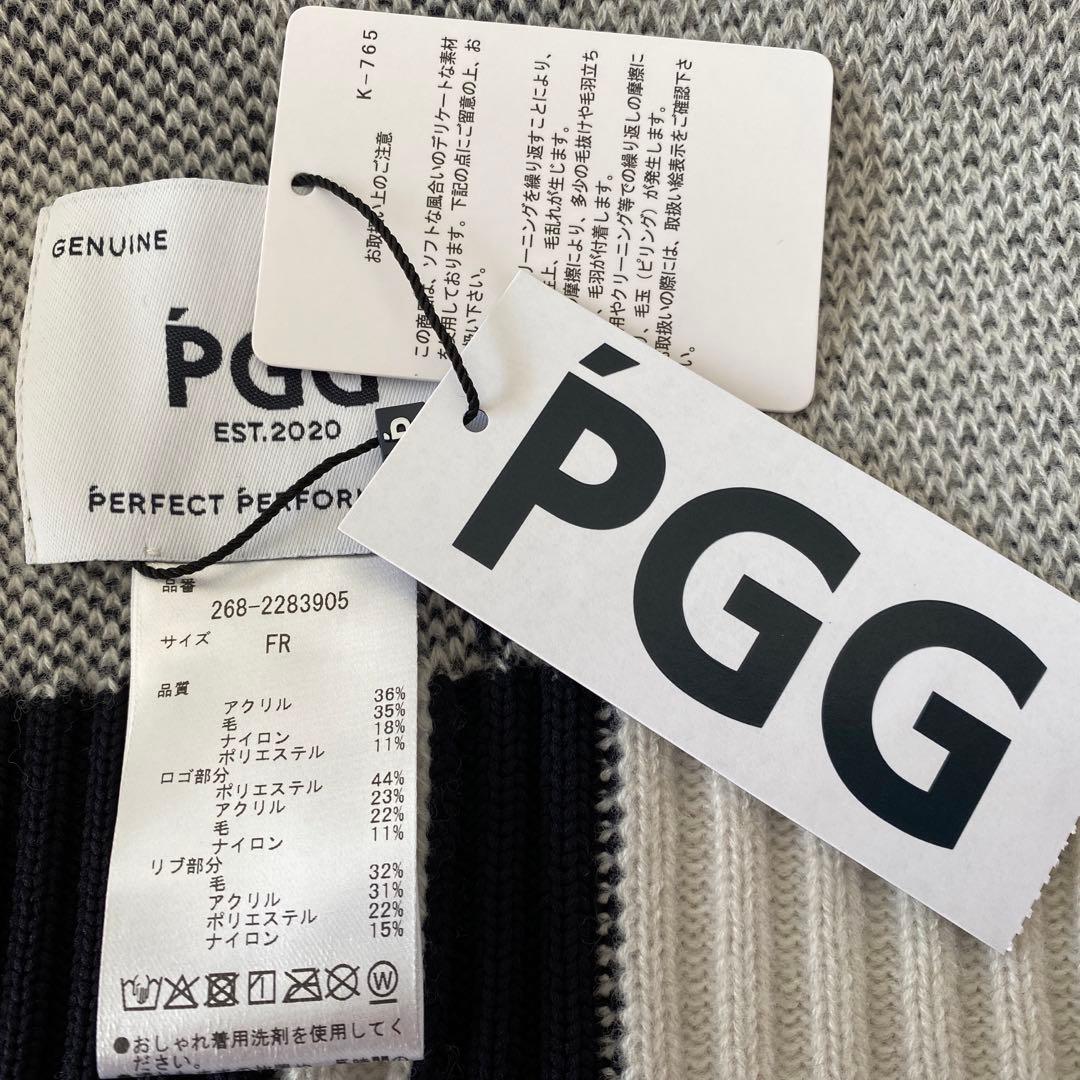 K-765
お取扱い上のご注意
この商品は、ソフトな風合いのデリケートな素材
を使用しております。下記の点にご留意の上、お
扱い下さい。
ーニングを繰り返すことにより、
上、毛乱れが生じます。
摩擦により、多少の毛抜けや毛羽立ち
、毛羽が付着します。
用やクリーニング等での繰り返しの摩擦に
、毛玉（ピリング）が発生します。
取扱いの際には、取扱い絵表示をご確認下さ
い。
GENUINE
ṔGG
EST.2020
ṔERFECT ṔERFOR
ṔGG
品番
268-2283905
サイズ FR
品質
アクリル 36%
毛 35%
ナイロン 18%
ポリエステル 11%
ロゴ部分
ポリエステル 44%
アクリル 23%
毛 22%
ナイロン 11%
リブ部分
毛 32%
アクリル 31%
ポリエステル 22%
ナイロン 15%
W
●おしゃれ着用洗剤を使用してく
ださい。